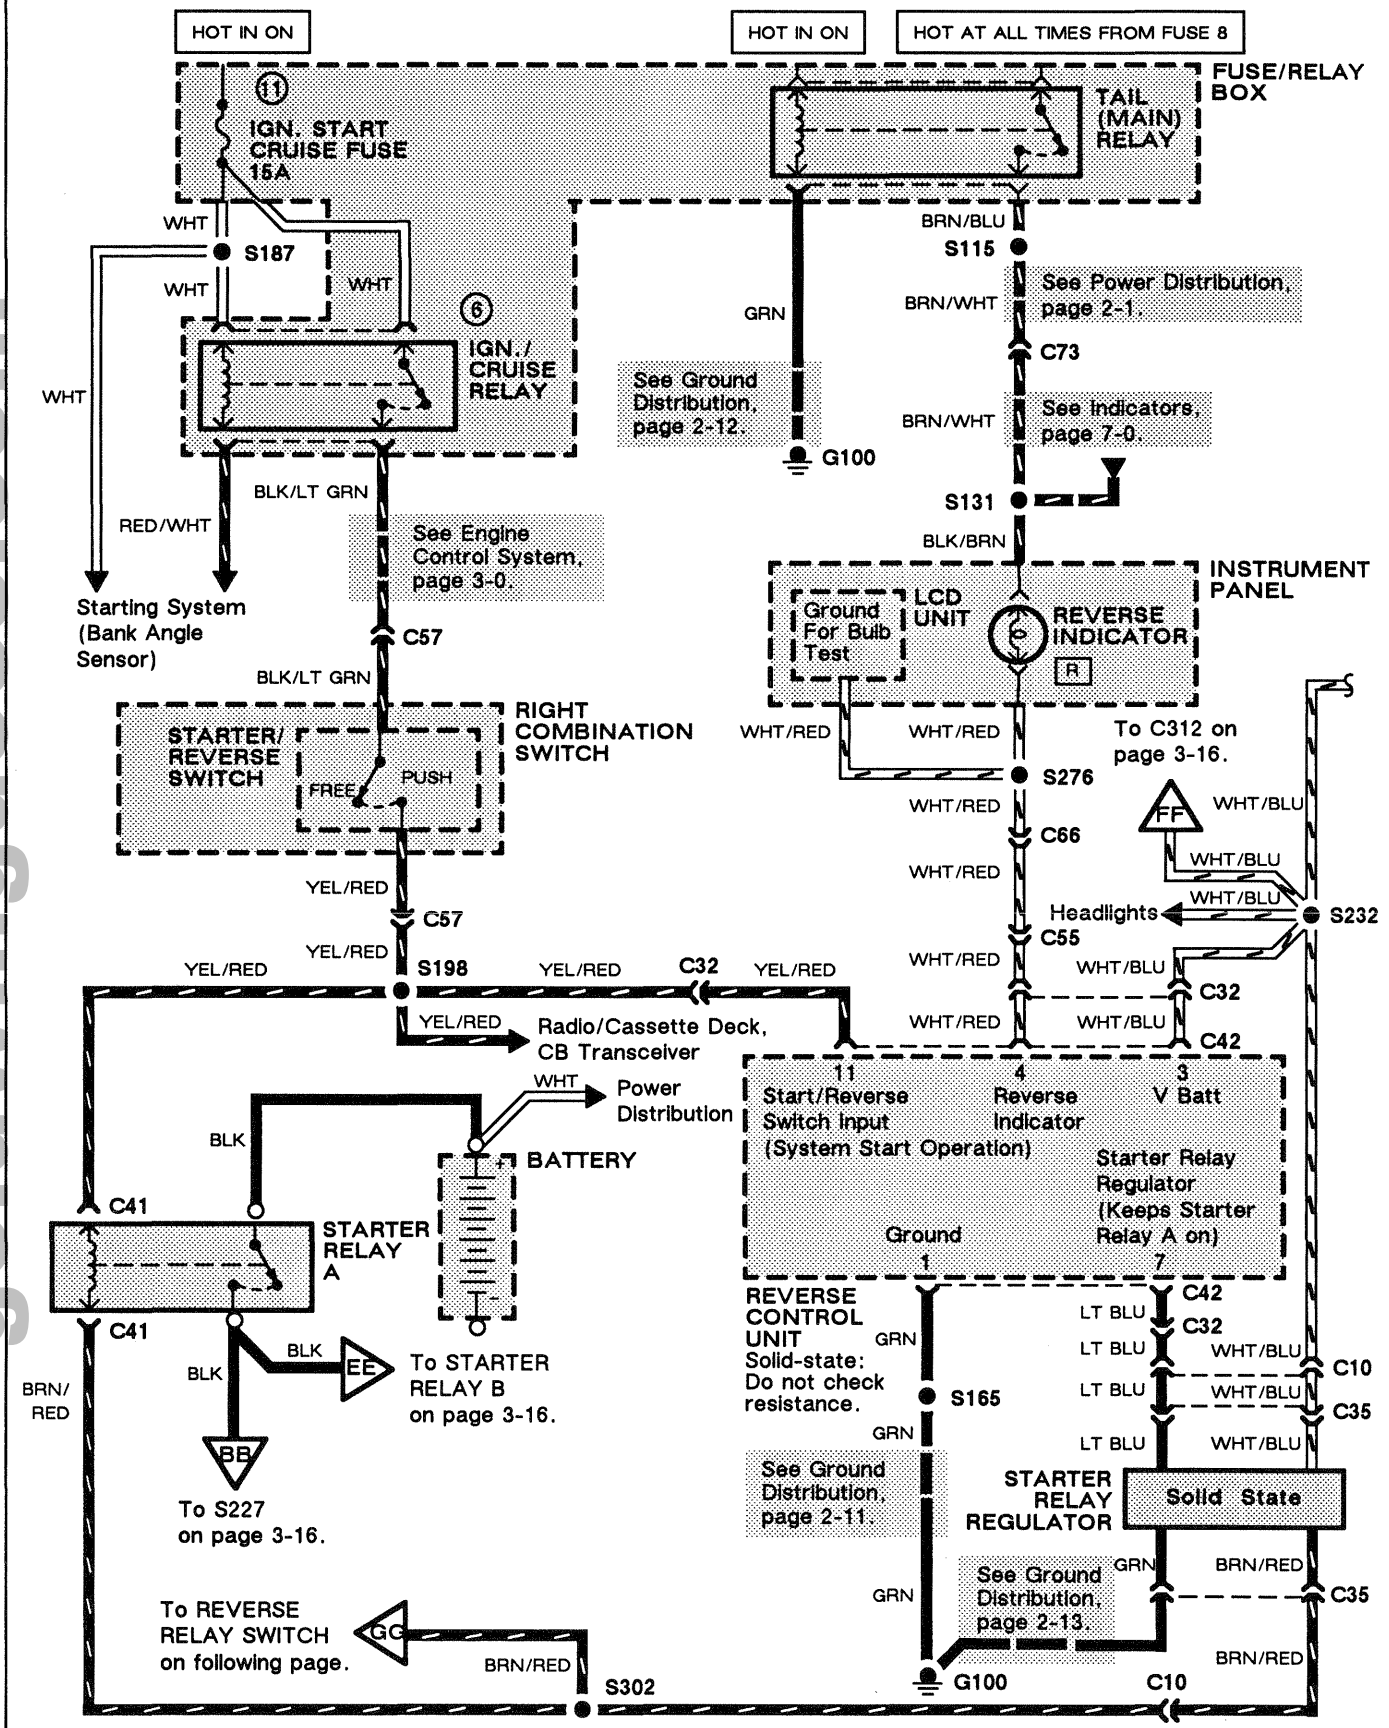 HOT IN ON
HOT IN ON
HOT AT ALL TIMES FROM FUSE 8
FUSE/RELAY
BOX
11
IGN. START
CRUISE FUSE
15A
TAIL
(MAIN)
RELAY
WHT
S187
WHT
WHT
BRN/BLU
S115
See Power Distribution,
page 2-1.
BRN/WHT
GRN
C73
6
IGN./
CRUISE
RELAY
WHT
See Ground
Distribution,
page 2-12.
BRN/WHT
See Indicators,
page 7-0.
G100
BLK/LT GRN
S131
RED/WHT
See Engine
Control System,
page 3-0.
BLK/BRN
INSTRUMENT
PANEL
Starting System
(Bank Angle
Sensor)
C57
Ground
For Bulb
Test
LCD
UNIT
REVERSE
INDICATOR
R
BLK/LT GRN
RIGHT
COMBINATION
SWITCH
STARTER/
REVERSE
SWITCH
FREE
PUSH
WHT/RED
WHT/RED
To C312 on
page 3-16.
S276
WHT/RED
FF
WHT/BLU
C66
WHT/BLU
WHT/RED
YEL/RED
WHT/BLU
Headlights
S232
C57
C55
YEL/RED
WHT/RED
WHT/BLU
YEL/RED
S198
YEL/RED
C32
YEL/RED
C32
YEL/RED
Radio/Cassette Deck,
CB Transceiver
WHT/RED
WHT/BLU
C42
11
Start/Reverse
Switch Input
(System Start Operation)
4
Reverse
Indicator
3
V Batt
WHT
Power
Distribution
BLK
BATTERY
+
-
Starter Relay
Regulator
(Keeps Starter
Relay A on)
7
Ground
1
C41
STARTER
RELAY
A
C41
REVERSE
CONTROL
UNIT
Solid-state:
Do not check
resistance.
GRN
LT BLU
C42
C32
LT BLU
WHT/BLU
C10
BLK
EE
To STARTER
RELAY B
on page 3-16.
BLK
BRN/
RED
S165
LT BLU
WHT/BLU
C35
GRN
LT BLU
WHT/BLU
BB
To S227
on page 3-16.
See Ground
Distribution,
page 2-11.
STARTER
RELAY
REGULATOR
Solid State
GRN
See Ground
Distribution,
page 2-13.
GRN
BRN/RED
C35
To REVERSE
RELAY SWITCH
on following page.
GG
BRN/RED
BRN/RED
S302
G100
C10